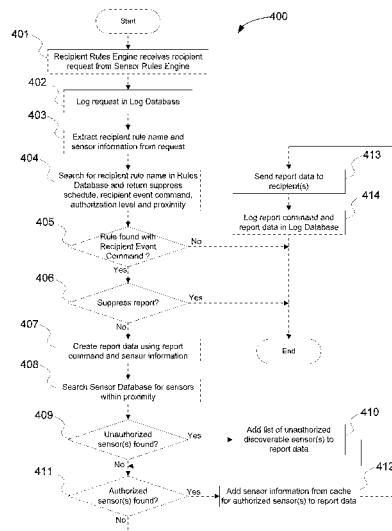 400
Start
401
Recipient Rules Engine receives recipient
request from Sensor Rules Engine
402
Log request in Log Database
403
Extract recipient rule name and
sensor information from request
404
Search for recipient rule name in Rules
Database and return suppress
schedule, recipient event command,
authorization level and proximity
405
Rule found with
Recipient Event
Command ?
No
Yes
406
Suppress report?
Yes
No
407
Create report data using report
command and sensor information
408
Search Sensor Database for sensors
within proximity
409
Unauthorized
sensor(s) found?
Yes
No
410
Add list of unauthorized
discoverable sensor(s) to
report data
411
Authorized
sensor(s) found?
Yes
No
412
Add sensor information from cache
for authorized sensor(s) to report data
413
Send report data to
recipient(s)
414
Log report command and
report data in Log Database
End